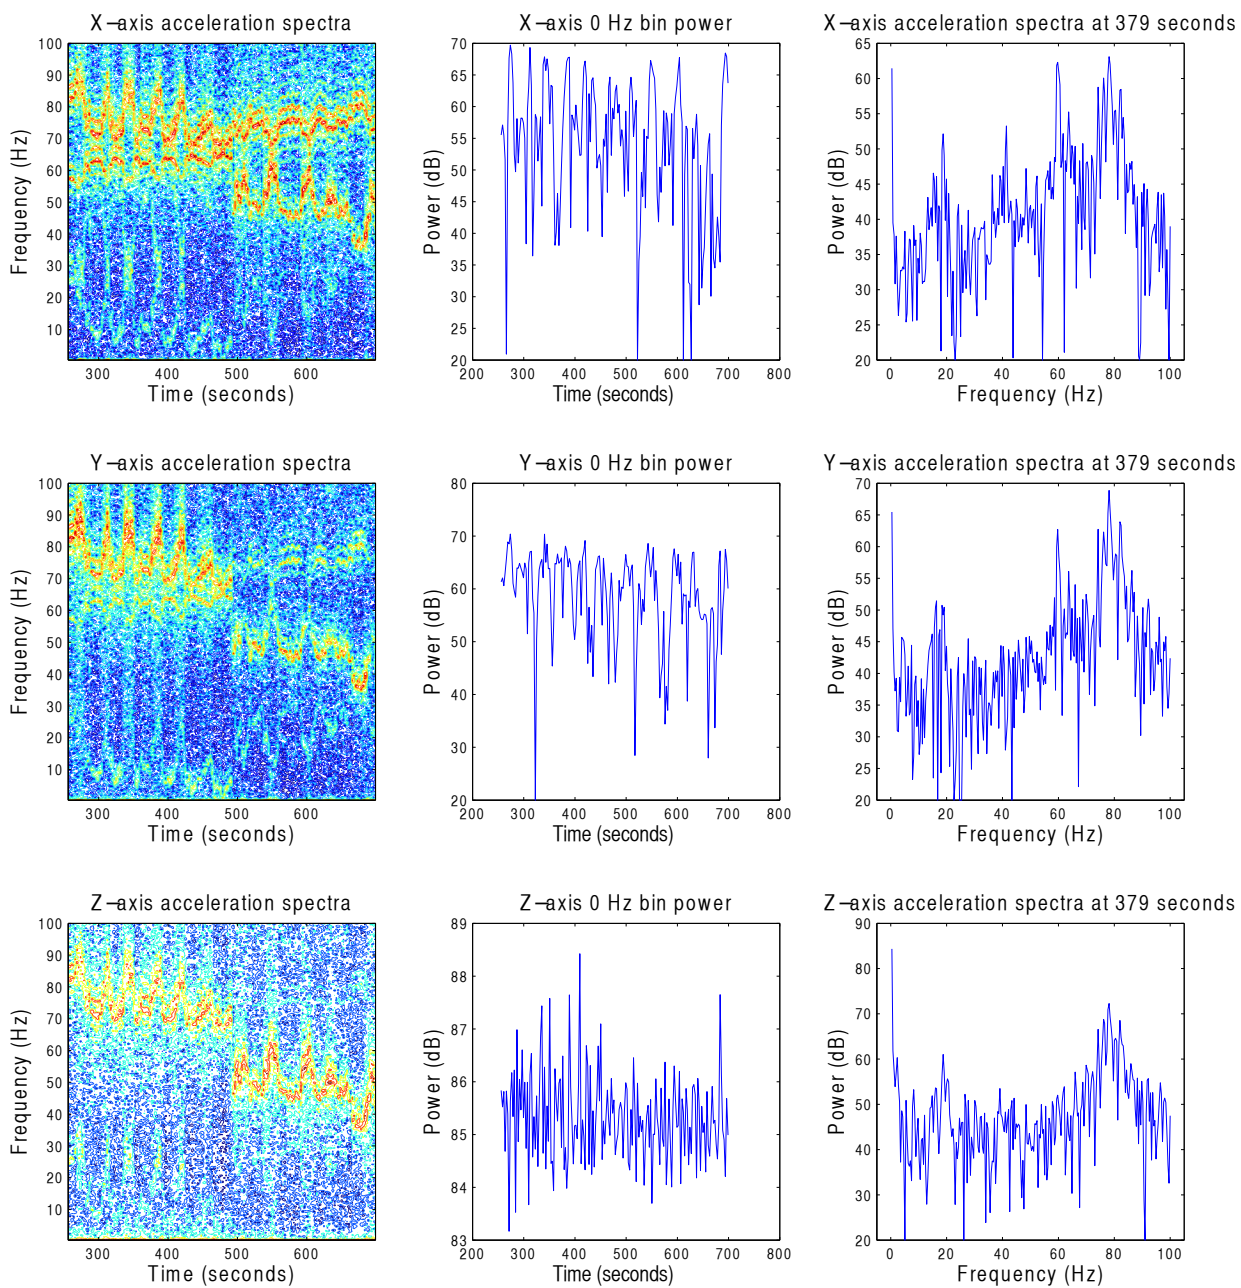 X−axis acceleration spectra
100
90
80
70
60
50
40
30
20
10
Frequency (Hz)
300 400 500 600
Time (seconds)
X−axis 0 Hz bin power
70
65
60
55
50
45
40
35
30
25
20
Power (dB)
200 300 400 500 600 700 800
Time (seconds)
X−axis acceleration spectra at 379 seconds
65
60
55
50
45
40
35
30
25
20
Power (dB)
0 20 40 60 80 100
Frequency (Hz)
Y−axis acceleration spectra
100
90
80
70
60
50
40
30
20
10
Frequency (Hz)
300 400 500 600
Time (seconds)
Y−axis 0 Hz bin power
80
70
60
50
40
30
20
Power (dB)
200 300 400 500 600 700 800
Time (seconds)
Y−axis acceleration spectra at 379 seconds
70
65
60
55
50
45
40
35
30
25
20
Power (dB)
0 20 40 60 80 100
Frequency (Hz)
Z−axis acceleration spectra
100
90
80
70
60
50
40
30
20
10
Frequency (Hz)
300 400 500 600
Time (seconds)
Z−axis 0 Hz bin power
89
88
87
86
85
84
83
Power (dB)
200 300 400 500 600 700 800
Time (seconds)
Z−axis acceleration spectra at 379 seconds
90
80
70
60
50
40
30
20
Power (dB)
0 20 40 60 80 100
Frequency (Hz)